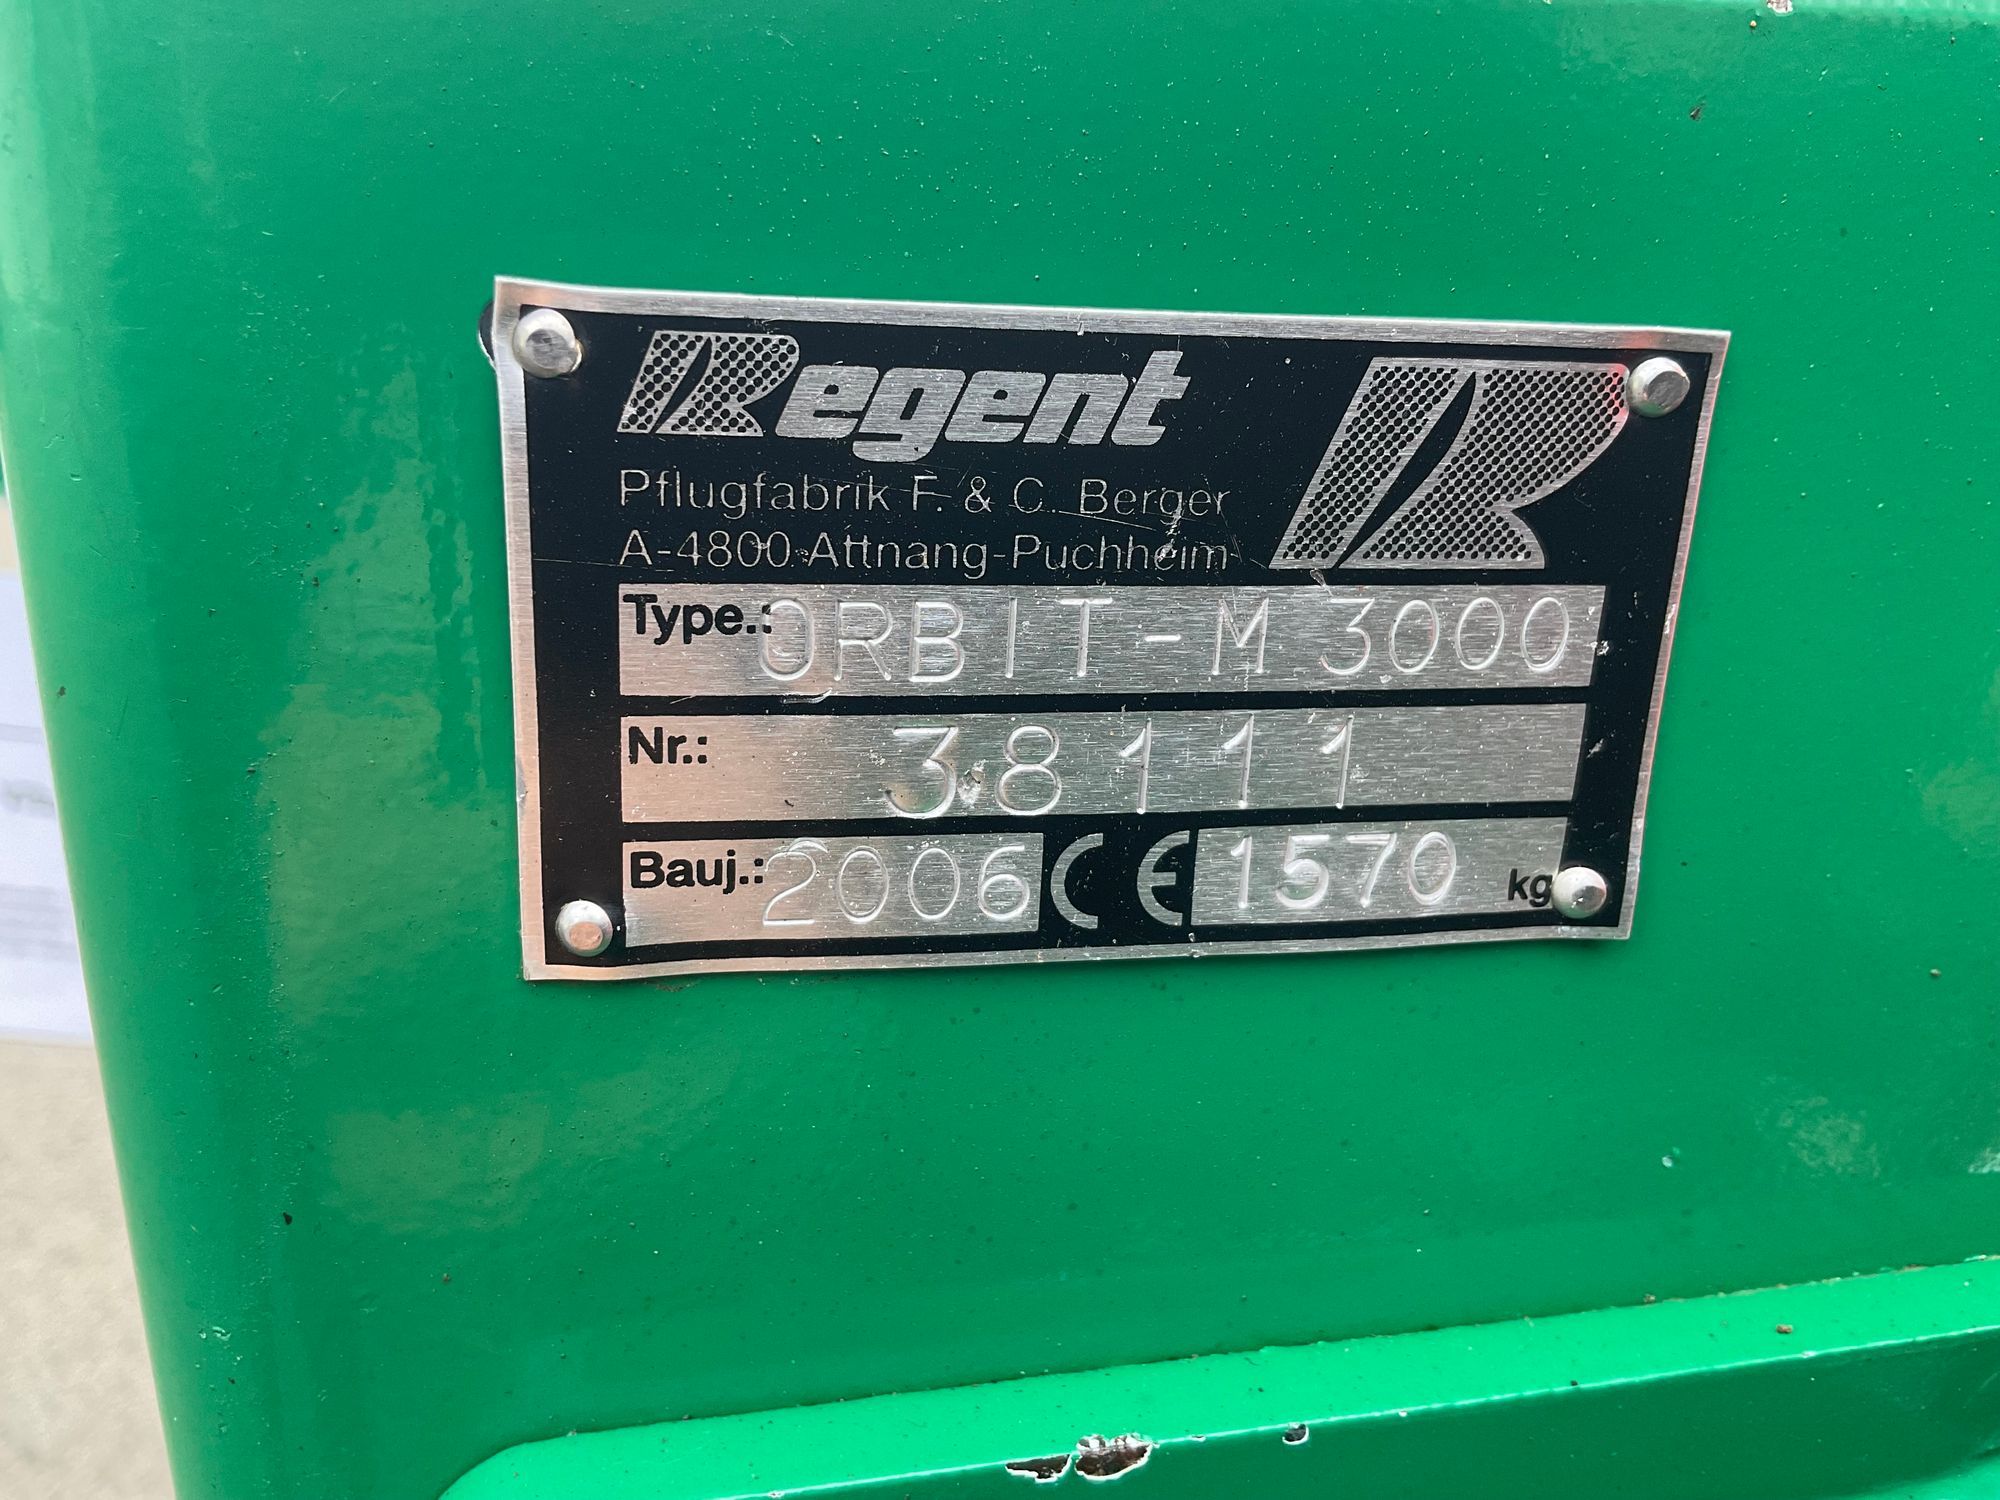 Regent R
Pflugfabrik F. & C. Berger
A-4800 Attnang-Puchheim
Type.: ORBIT-M 3000
Nr.: 38111
Bauj.: 2006 CE 1570 kg